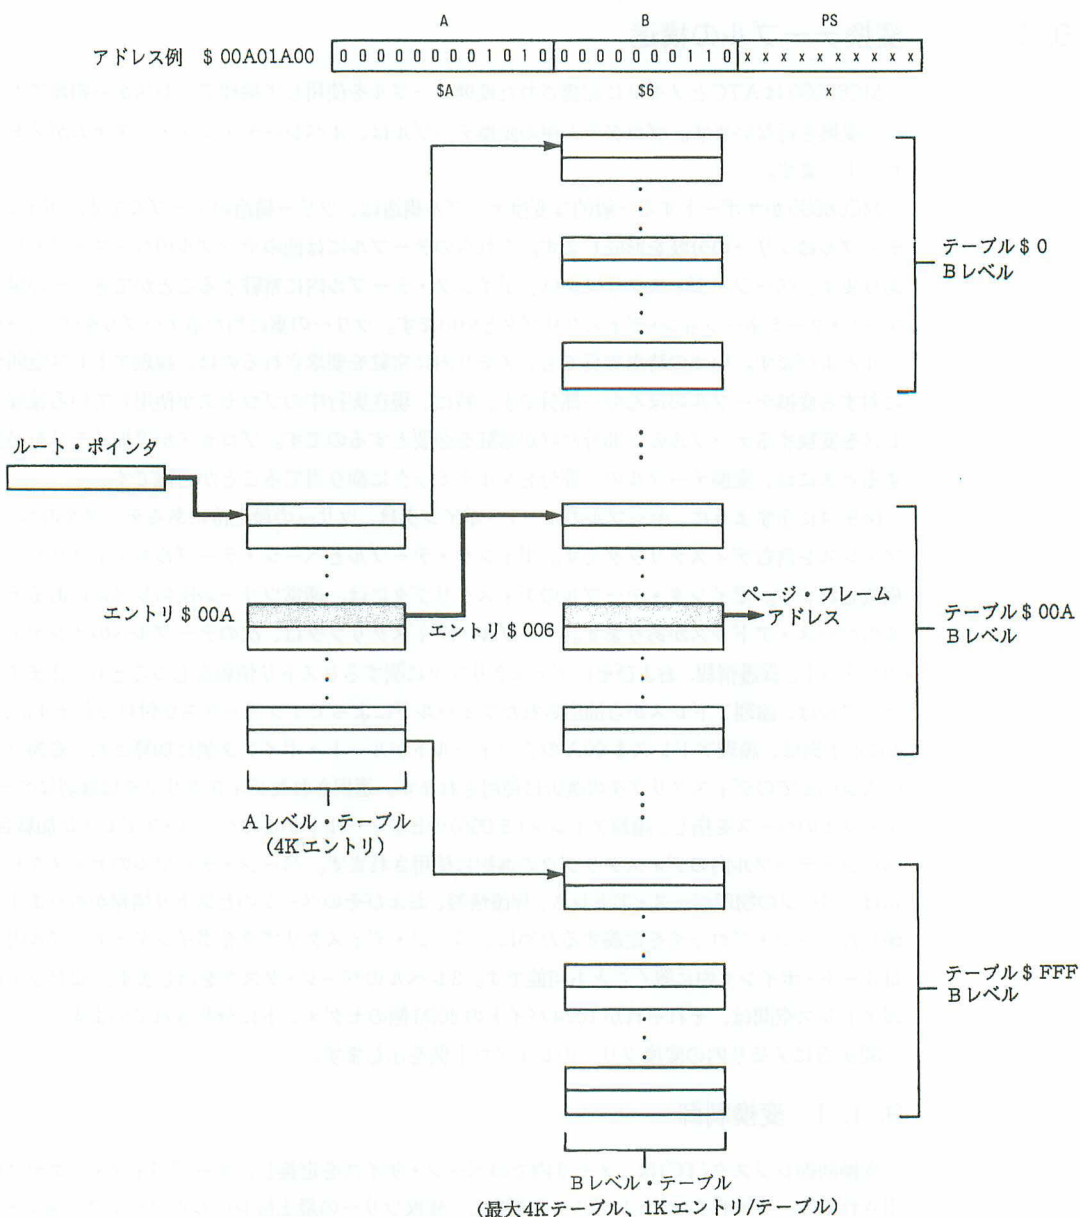 A B PS
アドレス例 $ 00A01A00 0 0 0 0 0 0 0 0 1 0 1 0 0 0 0 0 0 0 0 1 1 0 x x x x x x x x x x
$A $6 x
テーブル$ 0
Bレベル
ルート・ポインタ
エントリ$ 00A
エントリ$ 006
ページ・フレーム
アドレス
テーブル$ 00A
Bレベル
Aレベル・テーブル
(4Kエントリ)
テーブル$ FFF
Bレベル
Bレベル・テーブル
(最大4Kテーブル、1Kエントリ/テーブル)